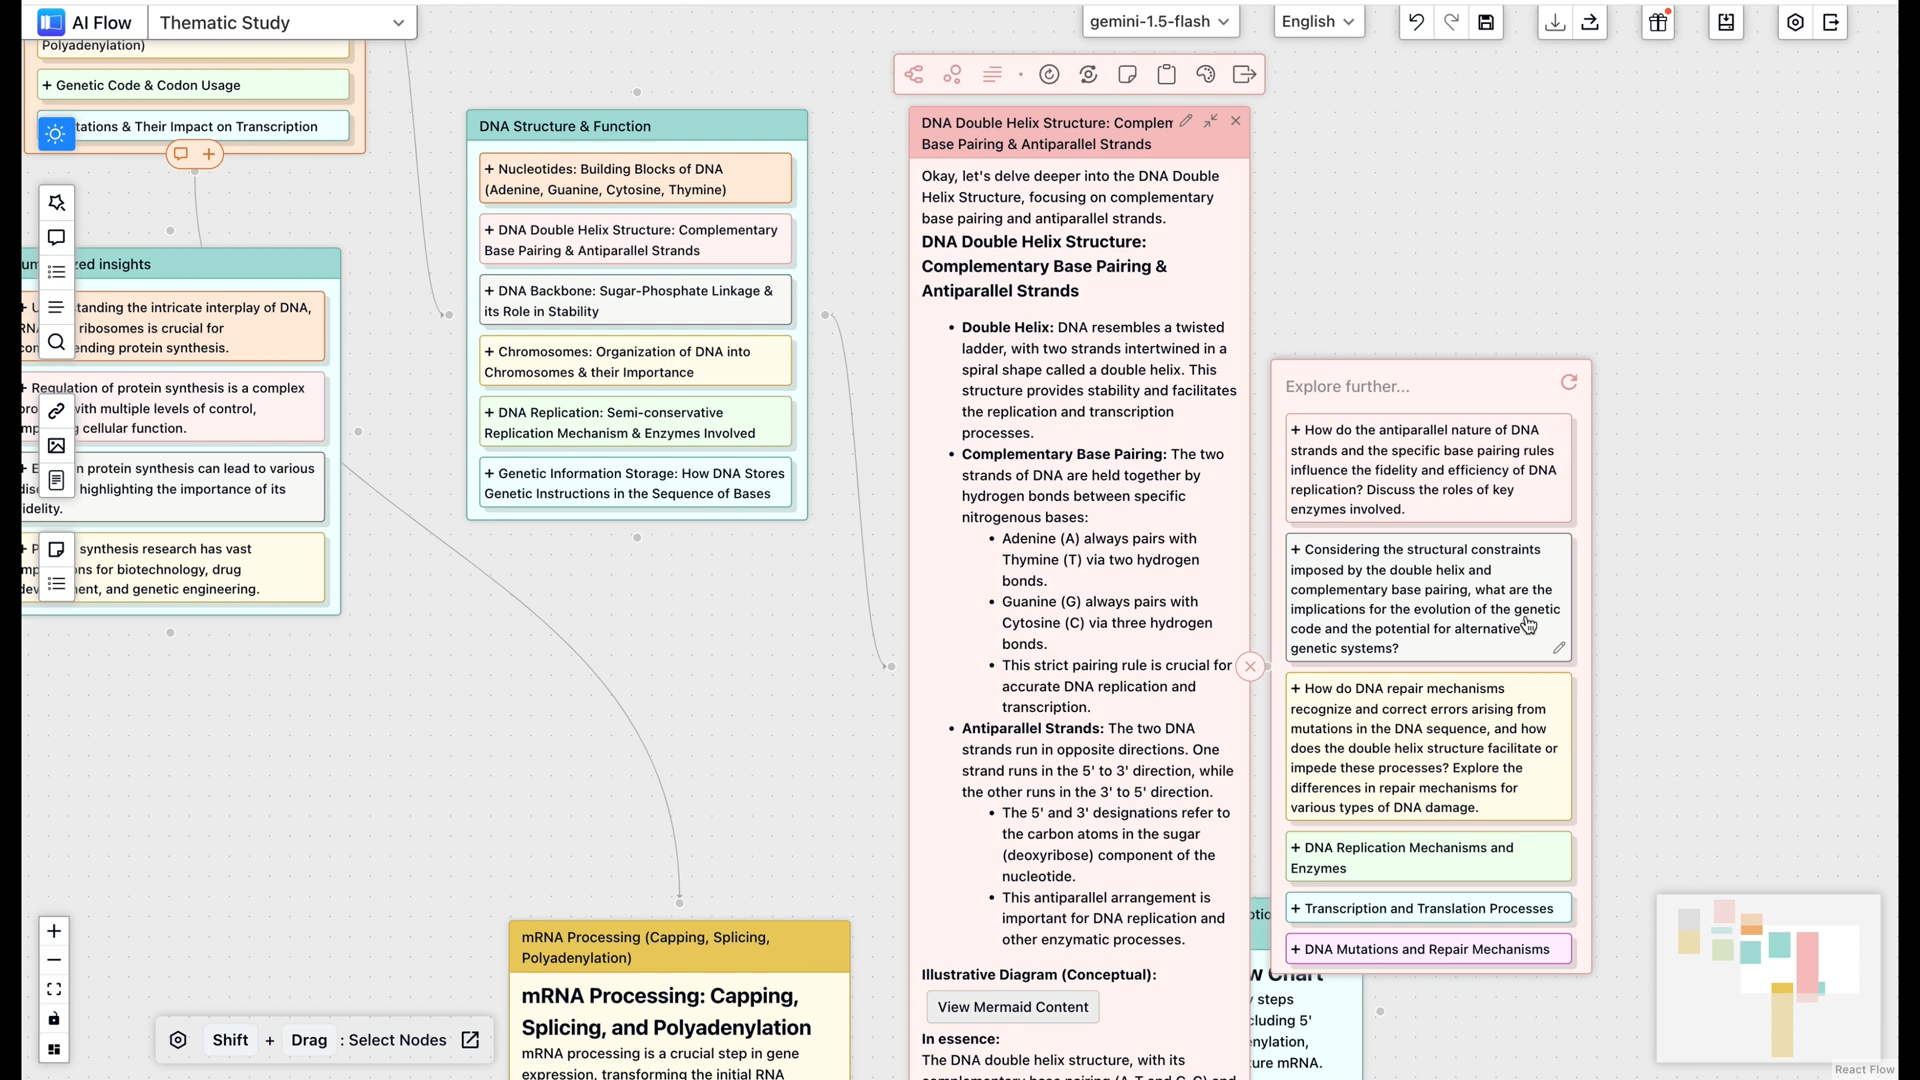 AI Flow
Thematic Study
gemini-1.5-flash
English
Polyadenylation)
+ Genetic Code & Codon Usage
tations & Their Impact on Transcription
zed insights
standing the intricate interplay of DNA,
ribosomes is crucial for
ending protein synthesis.
+ Regulation of protein synthesis is a complex
with multiple levels of control,
cellular function.
n protein synthesis can lead to various
highlighting the importance of its
idelity.
synthesis research has vast
ns for biotechnology, drug
ent, and genetic engineering.
DNA Structure & Function
+ Nucleotides: Building Blocks of DNA
(Adenine, Guanine, Cytosine, Thymine)
+ DNA Double Helix Structure: Complementary
Base Pairing & Antiparallel Strands
+ DNA Backbone: Sugar-Phosphate Linkage &
its Role in Stability
+ Chromosomes: Organization of DNA into
Chromosomes & their Importance
+ DNA Replication: Semi-conservative
Replication Mechanism & Enzymes Involved
+ Genetic Information Storage: How DNA Stores
Genetic Instructions in the Sequence of Bases
DNA Double Helix Structure: Complem
Base Pairing & Antiparallel Strands
Okay, let's delve deeper into the DNA Double
Helix Structure, focusing on complementary
base pairing and antiparallel strands.
DNA Double Helix Structure:
Complementary Base Pairing &
Antiparallel Strands
• Double Helix: DNA resembles a twisted
ladder, with two strands intertwined in a
spiral shape called a double helix. This
structure provides stability and facilitates
the replication and transcription
processes.
• Complementary Base Pairing: The two
strands of DNA are held together by
hydrogen bonds between specific
nitrogenous bases:
• Adenine (A) always pairs with
Thymine (T) via two hydrogen
bonds.
• Guanine (G) always pairs with
Cytosine (C) via three hydrogen
bonds.
• This strict pairing rule is crucial for
accurate DNA replication and
transcription.
• Antiparallel Strands: The two DNA
strands run in opposite directions. One
strand runs in the 5' to 3' direction, while
the other runs in the 3' to 5' direction.
• The 5' and 3' designations refer to
the carbon atoms in the sugar
(deoxyribose) component of the
nucleotide.
• This antiparallel arrangement is
important for DNA replication and
other enzymatic processes.
Illustrative Diagram (Conceptual):
View Mermaid Content
In essence:
The DNA double helix structure, with its
complementary base pairing (A-T and G-C) and
Explore further...
+ How do the antiparallel nature of DNA
strands and the specific base pairing rules
influence the fidelity and efficiency of DNA
replication? Discuss the roles of key
enzymes involved.
+ Considering the structural constraints
imposed by the double helix and
complementary base pairing, what are the
implications for the evolution of the genetic
code and the potential for alternative
genetic systems?
+ How do DNA repair mechanisms
recognize and correct errors arising from
mutations in the DNA sequence, and how
does the double helix structure facilitate or
impede these processes? Explore the
differences in repair mechanisms for
various types of DNA damage.
+ DNA Replication Mechanisms and
Enzymes
+ Transcription and Translation Processes
+ DNA Mutations and Repair Mechanisms
mRNA Processing (Capping, Splicing,
Polyadenylation)
mRNA Processing: Capping,
Splicing, and Polyadenylation
mRNA processing is a crucial step in gene
expression, transforming the initial RNA
w Chart
steps
cluding 5'
enylation,
ture mRNA.
Shift + Drag : Select Nodes
React Flow